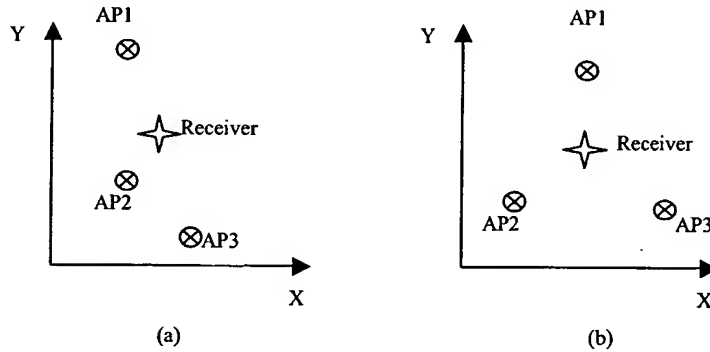 AP1
Y
Receiver
AP2
AP3
X
(a)
AP1
Y
Receiver
AP2
AP3
X
(b)